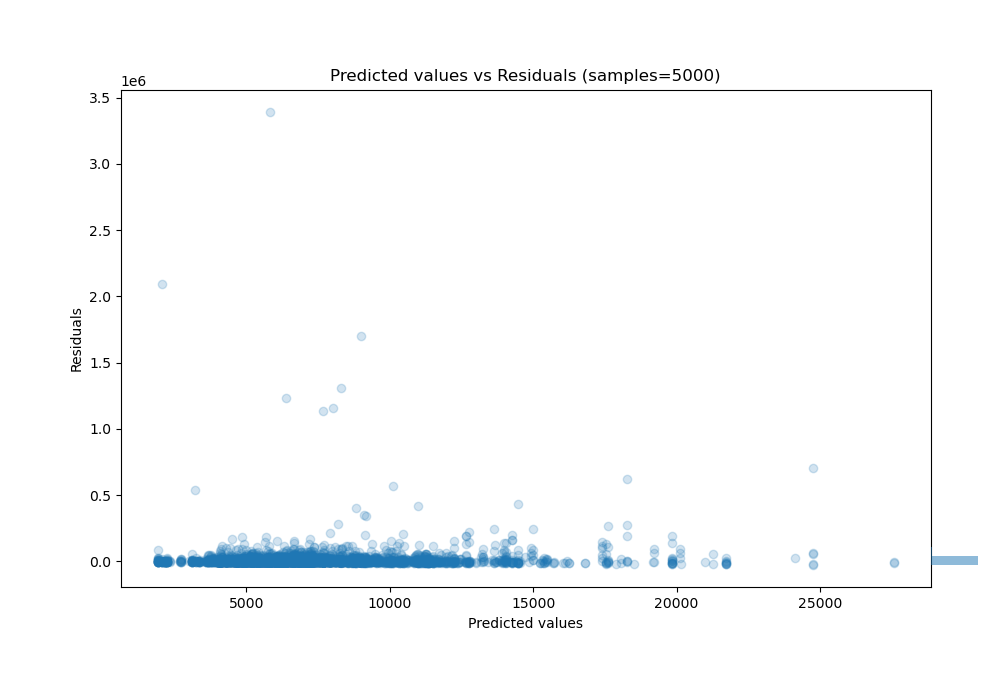 Predicted values vs Residuals (samples=5000)
1e6
3.5
3.0
2.5
2.0
1.5
1.0
0.5
0.0
Residuals
5000 10000 15000 20000 25000
Predicted values